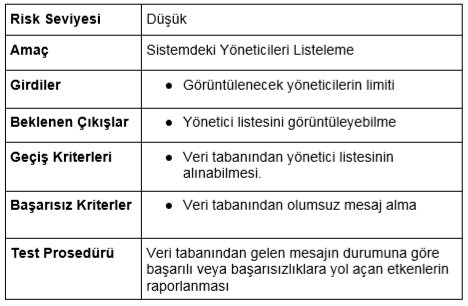 Risk Seviyesi Düşük
Amaç Sistemdeki Yöneticileri Listeleme
Girdiler ● Görüntülenecek yöneticilerin limiti
Beklenen Çıkışlar ● Yönetici listesini görüntüleyebilme
Geçiş Kriterleri ● Veri tabanından yönetici listesinin
alınabilmesi.
Başarısız Kriterler ● Veri tabanından olumsuz mesaj alma
Test Prosedürü Veri tabanından gelen mesajın durumuna göre
başarılı veya başarısızlıklara yol açan etkenlerin
raporlanması